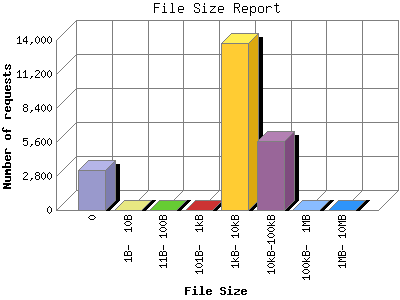 File Size Report
14,000
11,200
8,400
5,600
2,800
0
Number of requests
0
1B- 10B
11B- 100B
101B- 1kB
1kB- 10kB
10kB-100kB
100kB- 1MB
1MB- 10MB
File Size